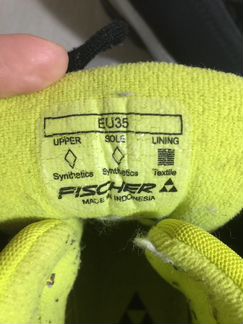 EU35
UPPER SOLE LINING
Synthetics Synthetics Textile
FISCHER
MADE IN INDONESIA